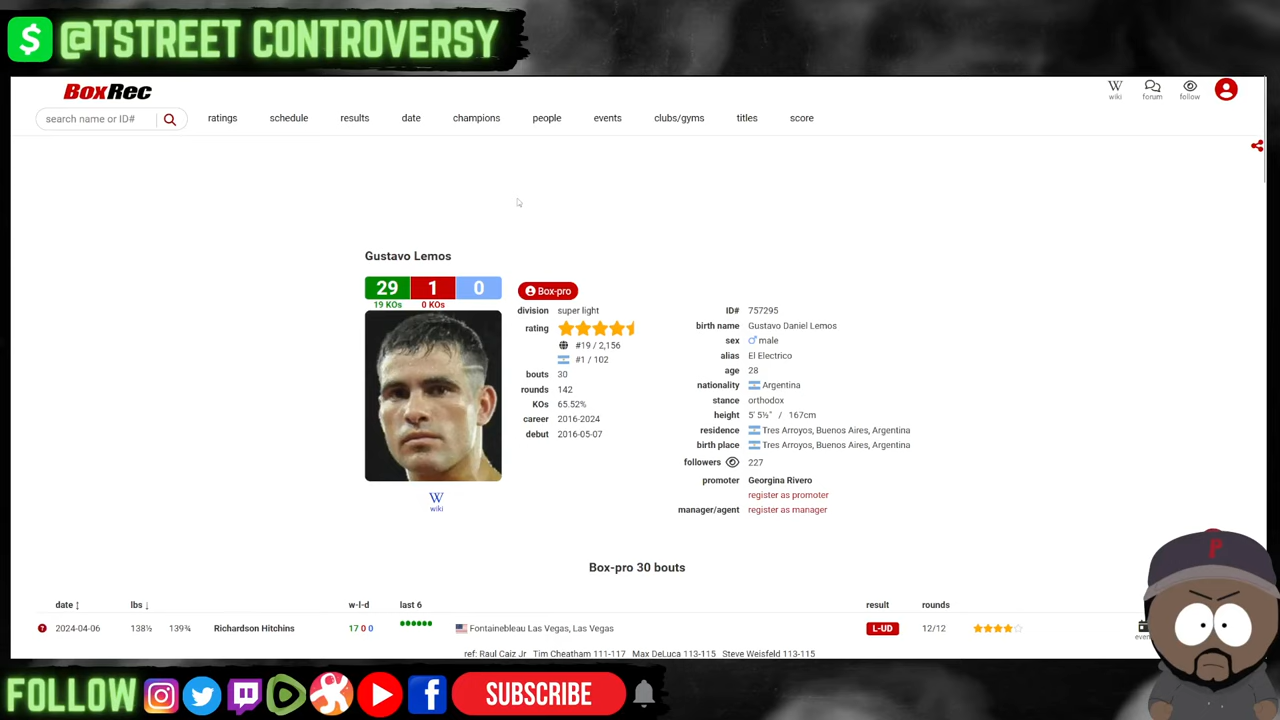 $ @TSTREET CONTROVERSY
BoxRec
wiki
forum
follow
search name or ID#
ratings
schedule
results
date
champions
people
events
clubs/gyms
titles
score
Gustavo Lemos
29 1 0
19 KOs 0 KOs
W
wiki
Box-pro
division super light
rating
#19 / 2,156
#1 / 102
bouts 30
rounds 142
KOs 65.52%
career 2016-2024
debut 2016-05-07
ID# 757295
birth name Gustavo Daniel Lemos
sex ♂ male
alias El Electrico
age 28
nationality Argentina
stance orthodox
height 5' 5½" / 167cm
residence Tres Arroyos, Buenos Aires, Argentina
birth place Tres Arroyos, Buenos Aires, Argentina
followers 227
promoter Georgina Rivero
register as promoter
manager/agent register as manager
Box-pro 30 bouts
date lbs w-l-d last 6 result rounds
2024-04-06 138½ 139¾ Richardson Hitchins 17 0 0 Fontainebleau Las Vegas, Las Vegas L-UD 12/12
ref: Raul Caiz Jr Tim Cheatham 111-117 Max DeLuca 113-115 Steve Weisfeld 113-115
P
FOLLOW SUBSCRIBE